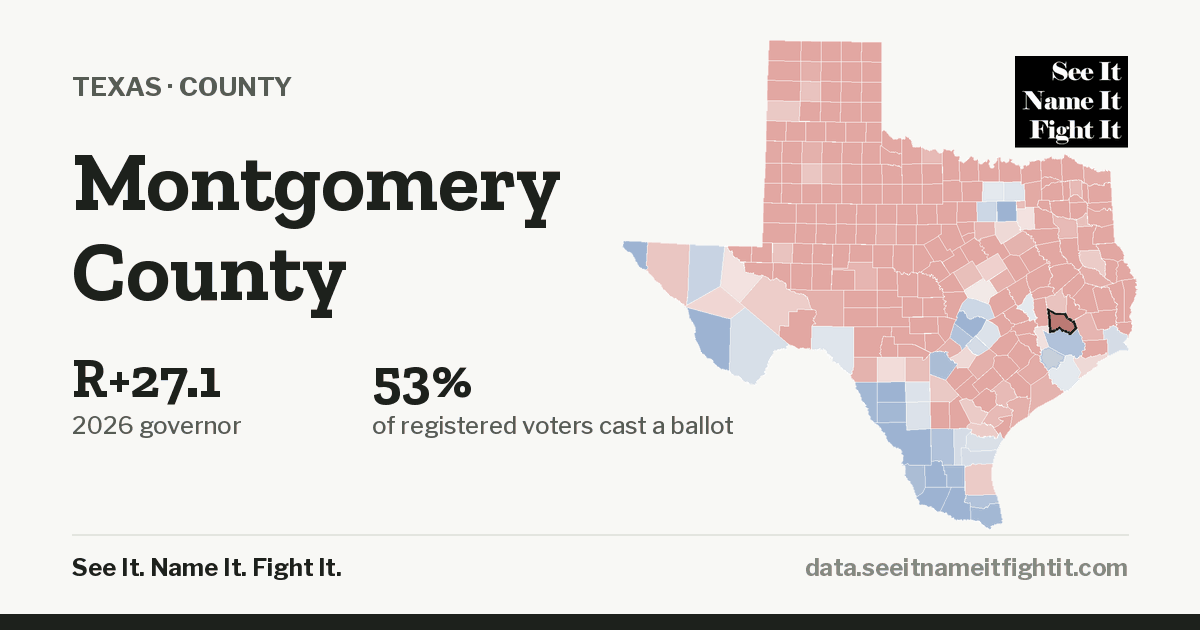 TEXAS · COUNTY
See It
Name It
Fight It
Montgomery
County
R+27.1
2026 governor
53%
of registered voters cast a ballot
See It. Name It. Fight It.
data.seeitnameitfightit.com